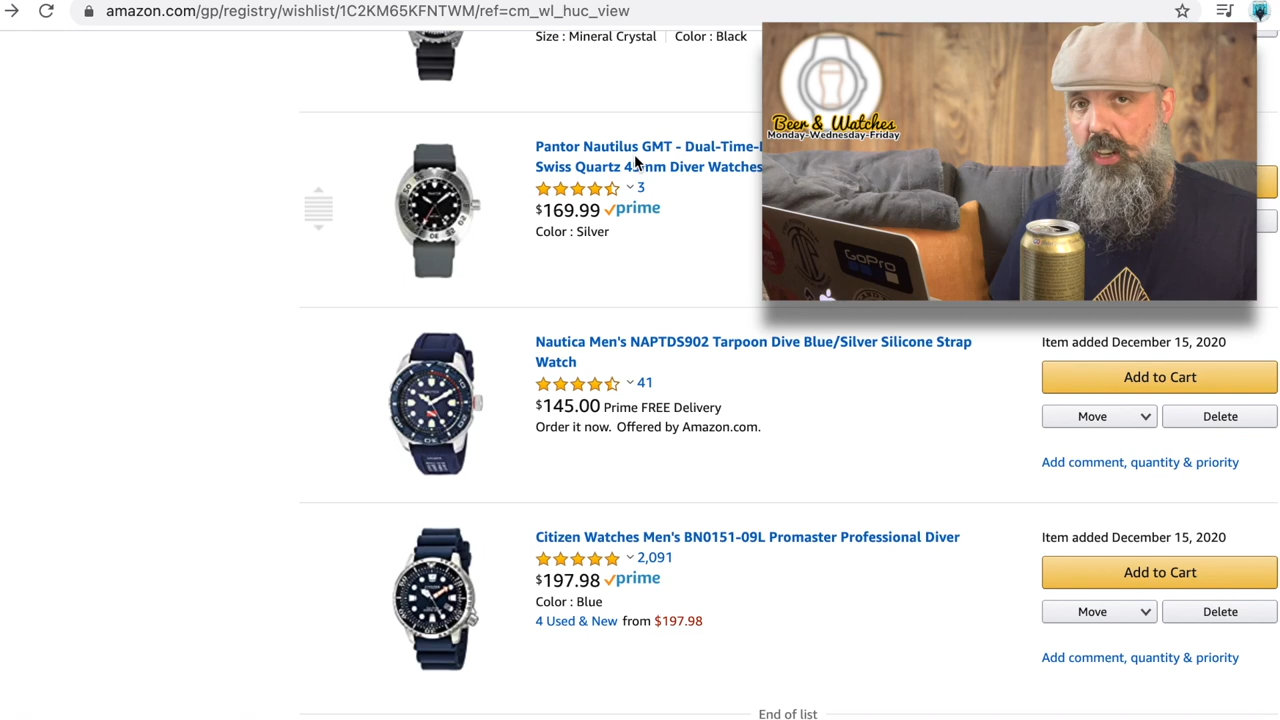 amazon.com/gp/registry/wishlist/1C2KM65KFNTWM/ref=cm_wl_huc_view
Size : Mineral Crystal Color : Black
Pantor Nautilus GMT - Dual-Time-
Swiss Quartz 45mm Diver Watches
3
$169.99 prime
Color : Silver
Beer & Watches
Monday-Wednesday-Friday
GoPro
Nautica Men's NAPTDS902 Tarpoon Dive Blue/Silver Silicone Strap
Watch
41
$145.00 Prime FREE Delivery
Order it now. Offered by Amazon.com.
Item added December 15, 2020
Add to Cart
Move Delete
Add comment, quantity & priority
Citizen Watches Men's BN0151-09L Promaster Professional Diver
2,091
$197.98 prime
Color : Blue
4 Used & New from $197.98
Item added December 15, 2020
Add to Cart
Move Delete
Add comment, quantity & priority
End of list